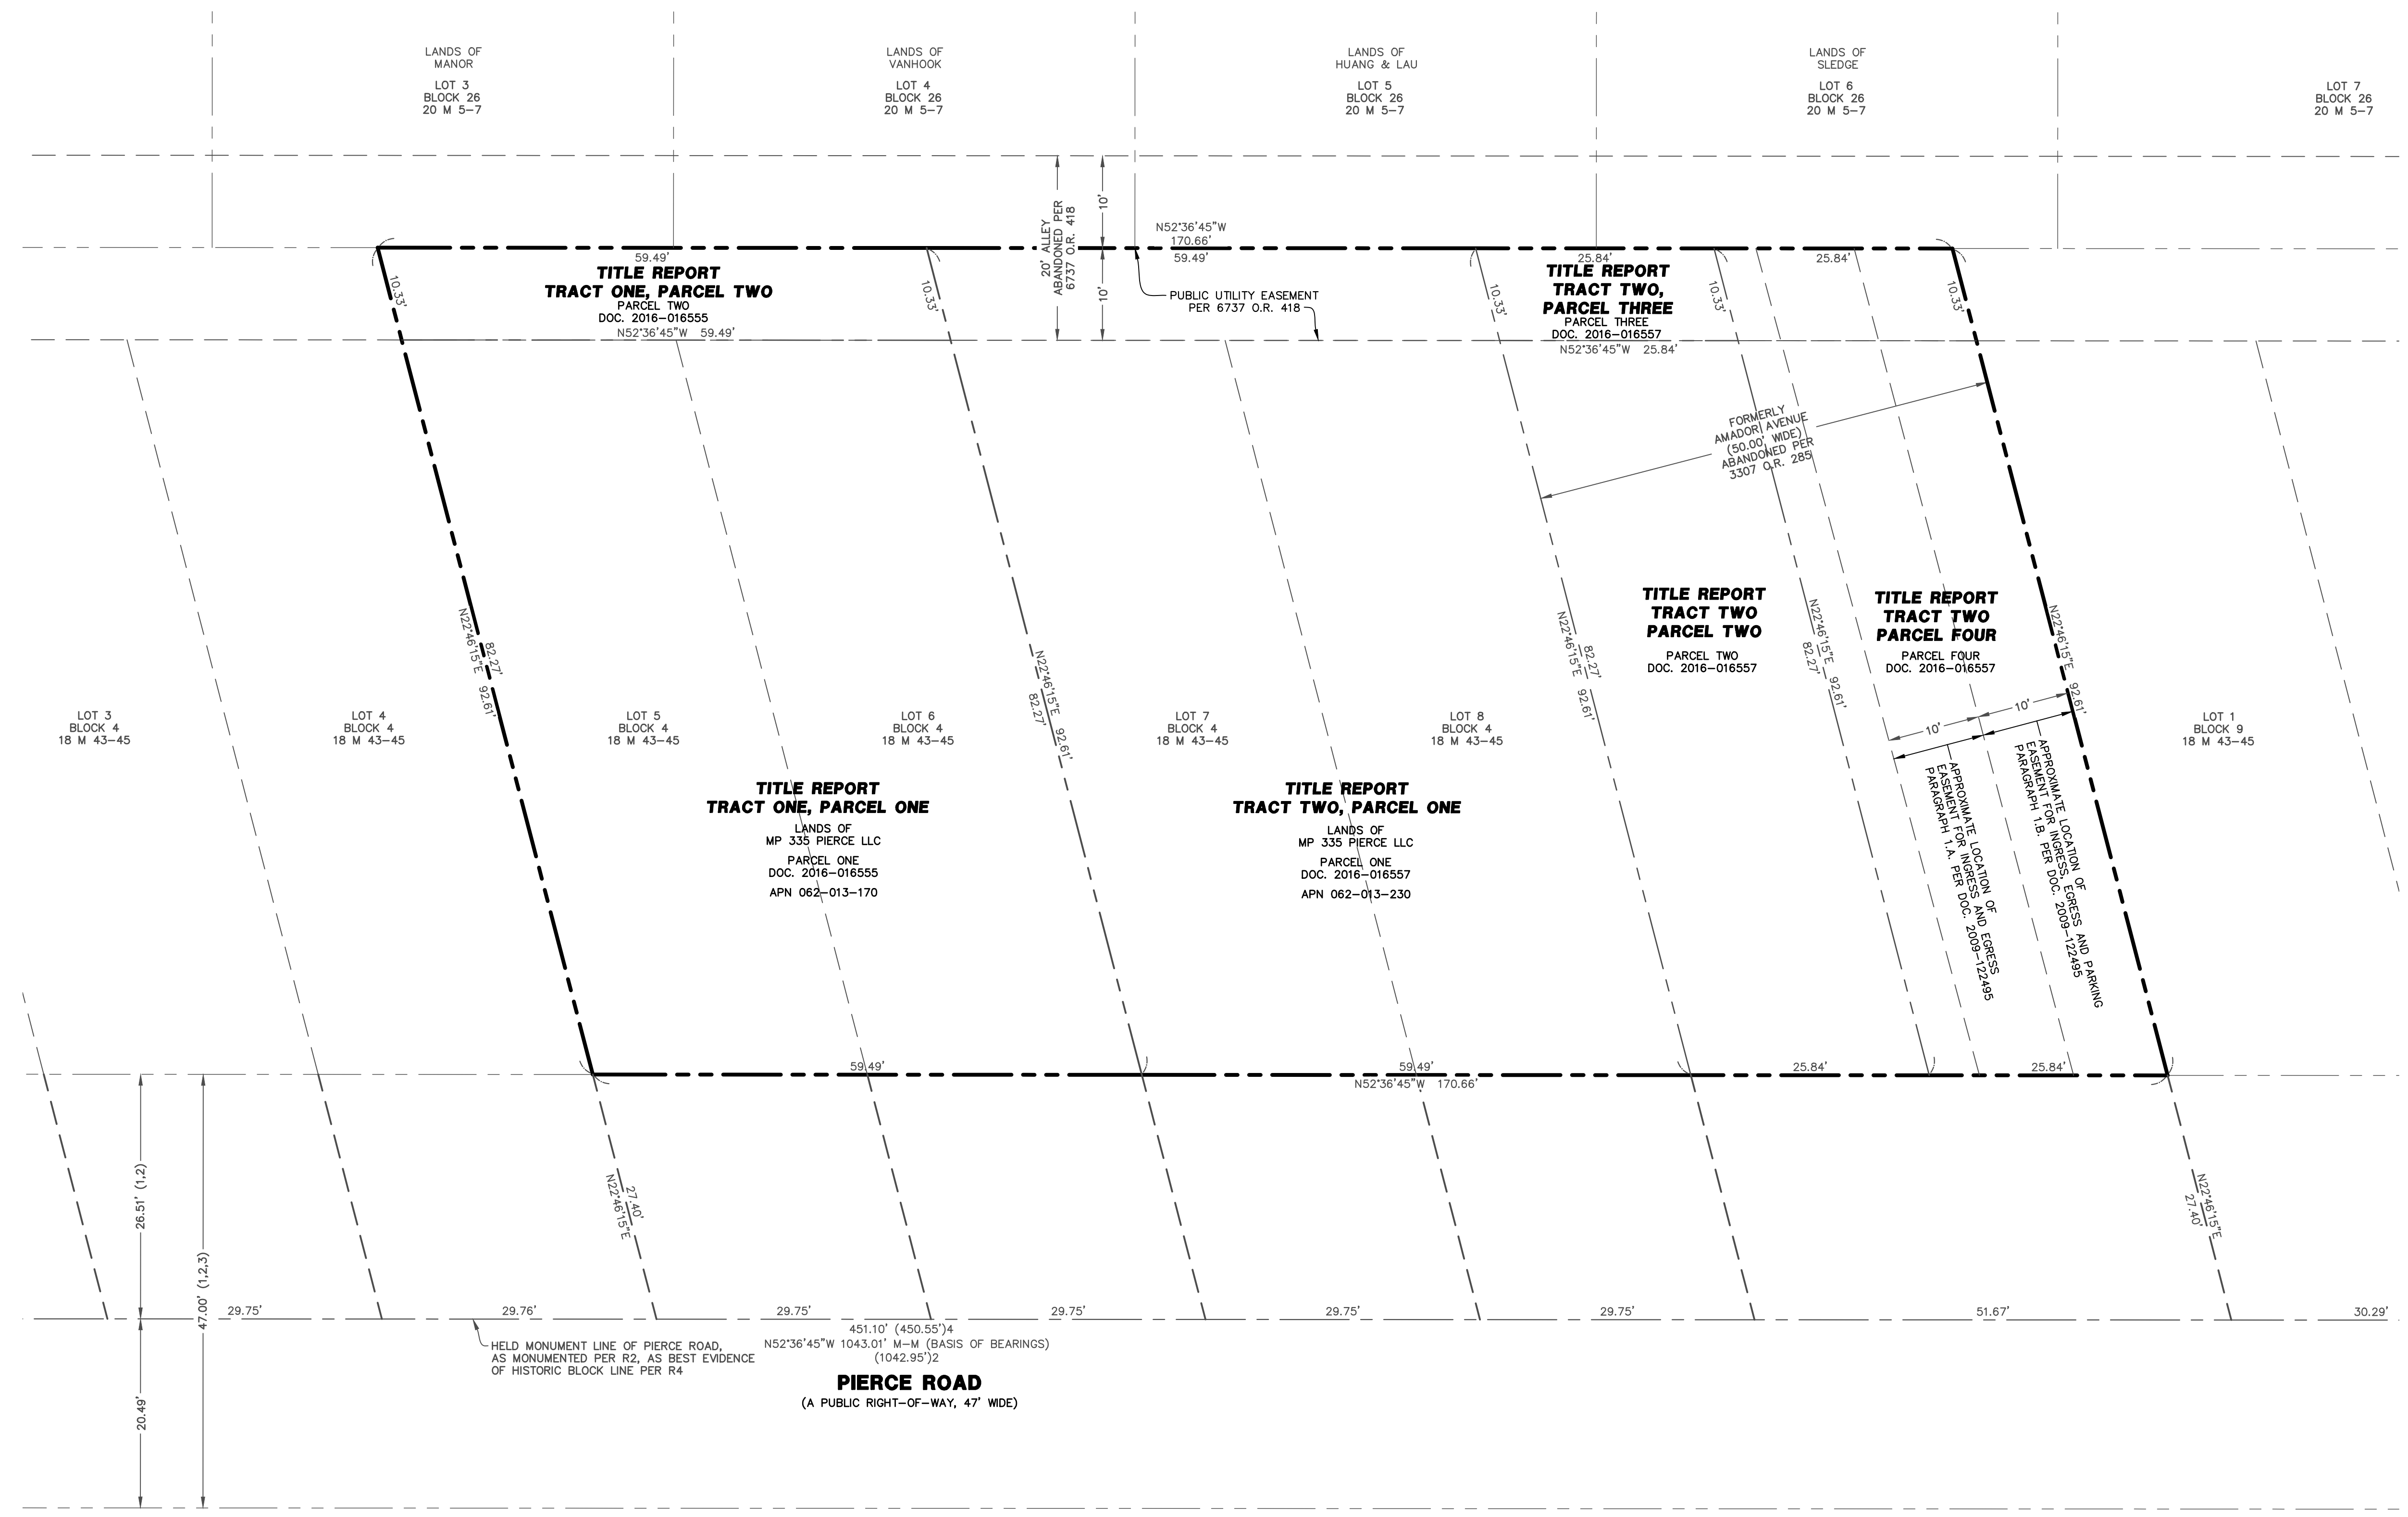 LANDS OF
MANOR
LOT 3
BLOCK 26
20 M 5-7
LANDS OF
VANHOOK
LOT 4
BLOCK 26
20 M 5-7
LANDS OF
HUANG & LAU
LOT 5
BLOCK 26
20 M 5-7
LANDS OF
SLEDGE
LOT 6
BLOCK 26
20 M 5-7
LOT 7
BLOCK 26
20 M 5-7
20' ALLEY
ABANDONED PER
6737 O.R. 418
10'
10'
N52°36'45"W
170.66'
59.49'
59.49'
25.84'
25.84'
10.33'
10.33'
10.33'
10.33'
10.33'
TITLE REPORT
TRACT ONE, PARCEL TWO
PARCEL TWO
DOC. 2016-016555
N52°36'45"W 59.49'
PUBLIC UTILITY EASEMENT
PER 6737 O.R. 418
TITLE REPORT
TRACT TWO,
PARCEL THREE
PARCEL THREE
DOC. 2016-016557
N52°36'45"W 25.84'
FORMERLY
AMADOR AVENUE
(50.00' WIDE)
ABANDONED PER
3307 O.R. 285
TITLE REPORT
TRACT TWO
PARCEL TWO
PARCEL TWO
DOC. 2016-016557
TITLE REPORT
TRACT TWO
PARCEL FOUR
PARCEL FOUR
DOC. 2016-016557
82.27'
N22°46'15"E 92.61'
N22°46'15"E 92.61'
82.27'
82.27'
N22°46'15"E 92.61'
N22°46'15"E 92.61'
82.27'
N22°46'15"E 92.61'
10'
10'
LOT 3
BLOCK 4
18 M 43-45
LOT 4
BLOCK 4
18 M 43-45
LOT 5
BLOCK 4
18 M 43-45
LOT 6
BLOCK 4
18 M 43-45
LOT 7
BLOCK 4
18 M 43-45
LOT 8
BLOCK 4
18 M 43-45
LOT 1
BLOCK 9
18 M 43-45
TITLE REPORT
TRACT ONE, PARCEL ONE
LANDS OF
MP 335 PIERCE LLC
PARCEL ONE
DOC. 2016-016555
APN 062-013-170
TITLE REPORT
TRACT TWO, PARCEL ONE
LANDS OF
MP 335 PIERCE LLC
PARCEL ONE
DOC. 2016-016557
APN 062-013-230
APPROXIMATE LOCATION OF
EASEMENT FOR INGRESS AND EGRESS
PARAGRAPH 1.A. PER DOC. 2009-122495
APPROXIMATE LOCATION OF
EASEMENT FOR INGRESS, EGRESS AND PARKING
PARAGRAPH 1.B. PER DOC. 2009-122495
59.49'
59.49'
25.84'
25.84'
N52°36'45"W 170.66'
26.51' (1,2)
47.00' (1,2,3)
20.49'
27.40'
N22°46'15"E
N22°46'15"E
27.40'
29.75'
29.76'
29.75'
29.75'
29.75'
29.75'
51.67'
30.29'
HELD MONUMENT LINE OF PIERCE ROAD,
AS MONUMENTED PER R2, AS BEST EVIDENCE
OF HISTORIC BLOCK LINE PER R4
451.10' (450.55')4
N52°36'45"W 1043.01' M-M (BASIS OF BEARINGS)
(1042.95')2
PIERCE ROAD
(A PUBLIC RIGHT-OF-WAY, 47' WIDE)